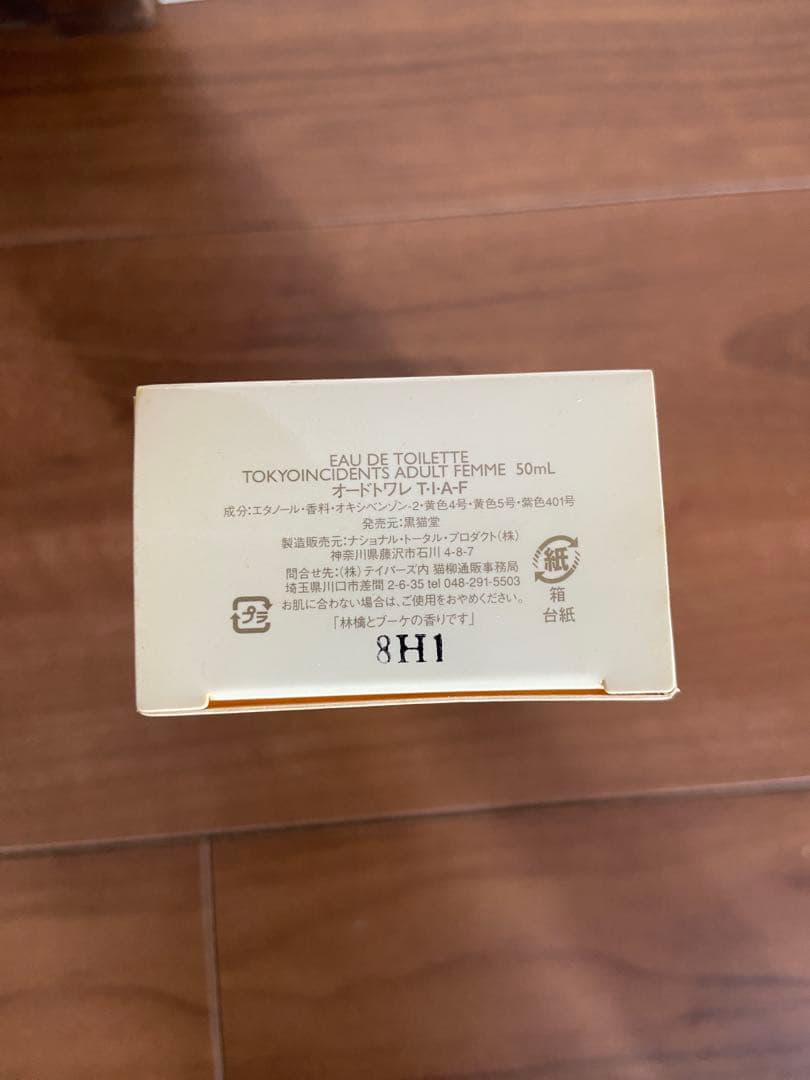 EAU DE TOILETTE
TOKYOINCIDENTS ADULT FEMME 50mL
オードトワレ T・I・A-F
成分:エタノール・香料・オキシベンゾン-2・黄色4号・黄色5号・紫色401号
発売元:黒猫堂
製造販売元:ナショナル・トータル・プロダクト(株)
神奈川県藤沢市石川 4-8-7
問合せ先:(株)テイパーズ内 猫柳通販事務局
埼玉県川口市差間 2-6-35 tel 048-291-5503
お肌に合わない場合は、ご使用をおやめください。
「林檎とブーケの香りです」
プラ
紙
箱
台紙
8H1